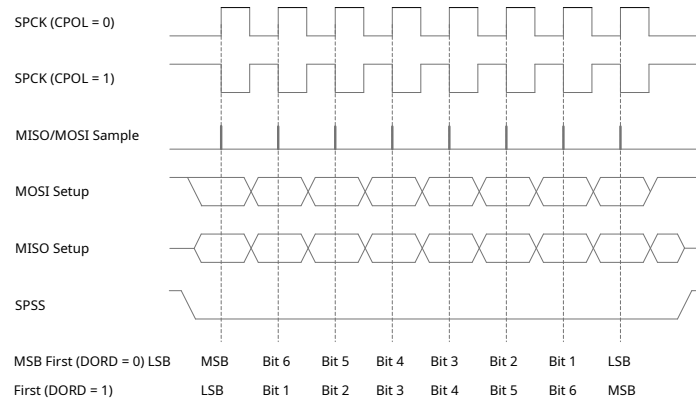 SPCK (CPOL = 0)
SPCK (CPOL = 1)
MISO/MOSI Sample
MOSI Setup
MISO Setup
SPSS
MSB First (DORD = 0) LSB MSB Bit 6 Bit 5 Bit 4 Bit 3 Bit 2 Bit 1 LSB
First (DORD = 1) LSB Bit 1 Bit 2 Bit 3 Bit 4 Bit 5 Bit 6 MSB